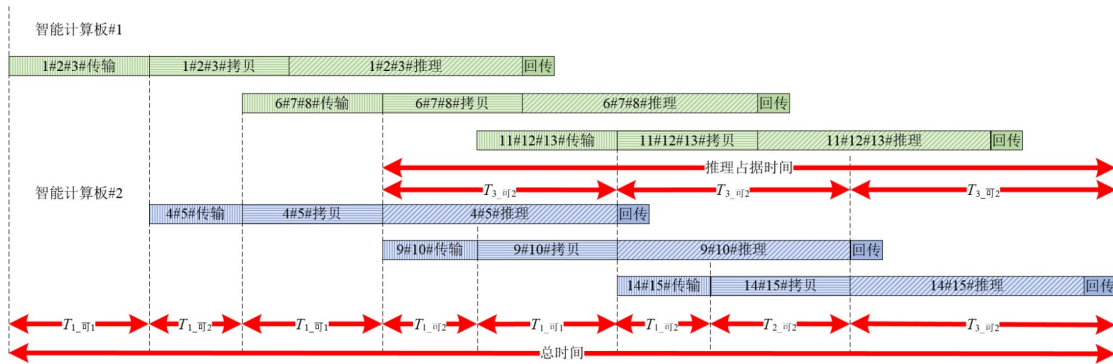 智能计算板#1
1#2#3#传输 1#2#3#拷贝 1#2#3#推理 回传
6#7#8#传输 6#7#8#拷贝 6#7#8#推理 回传
11#12#13#传输 11#12#13#拷贝 11#12#13#推理 回传
推理占据时间
智能计算板#2
T3_可2 T3_可2 T3_可2
4#5#传输 4#5#拷贝 4#5#推理 回传
9#10#传输 9#10#拷贝 9#10#推理 回传
14#15#传输 14#15#拷贝 14#15#推理 回传
T1_可1 T1_可2 T1_可1 T1_可2 T1_可1 T1_可2 T2_可2 T3_可2
总时间